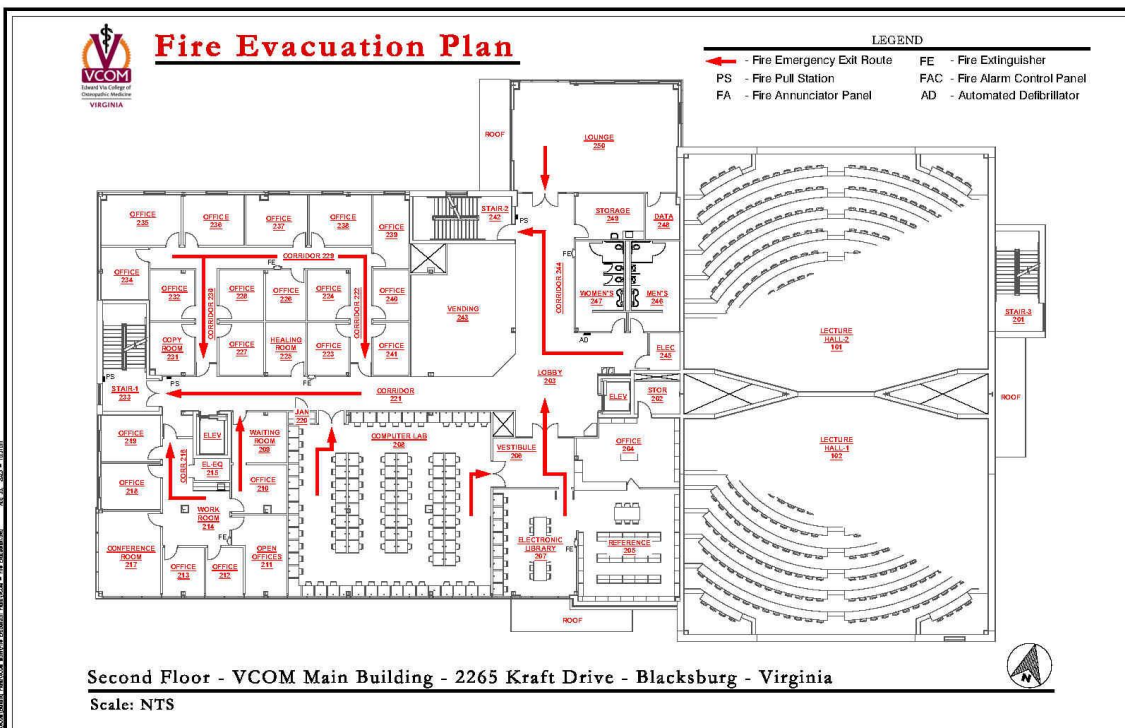 VCOM
Edward Via College of
Osteopathic Medicine
VIRGINIA
Fire Evacuation Plan
LEGEND
- Fire Emergency Exit Route
PS - Fire Pull Station
FA - Fire Annunciator Panel
FE - Fire Extinguisher
FAC - Fire Alarm Control Panel
AD - Automated Defibrillator
ROOF
LOUNGE
250
OFFICE
235
OFFICE
236
OFFICE
237
OFFICE
238
OFFICE
239
STAIR-2
242
PS
STORAGE
249
DATA
248
OFFICE
234
CORRIDOR 229
FE
OFFICE
232
CORRIDOR 230
OFFICE
228
OFFICE
226
OFFICE
224
CORRIDOR 222
OFFICE
240
VENDING
243
CORRIDOR 244
FE
WOMEN'S
247
MEN'S
246
STAIR-3
201
COPY
ROOM
231
OFFICE
227
HEALING
ROOM
225
OFFICE
223
OFFICE
241
AD
ELEC
245
LECTURE
HALL-2
101
PS
STAIR-1
233
PS
FE
CORRIDOR
221
LOBBY
203
ELEV
STOR
202
ROOF
JAN
220
OFFICE
219
CORR 216
ELEV
WAITING
ROOM
209
COMPUTER LAB
208
VESTIBULE
206
OFFICE
204
LECTURE
HALL-1
102
OFFICE
218
EL-EQ
215
OFFICE
210
WORK
ROOM
214
FE
CONFERENCE
ROOM
217
OFFICE
213
OFFICE
212
OPEN
OFFICES
211
ELECTRONIC
LIBRARY
207
FE
REFERENCE
205
ROOF
N
Second Floor - VCOM Main Building - 2265 Kraft Drive - Blacksburg - Virginia
Scale: NTS